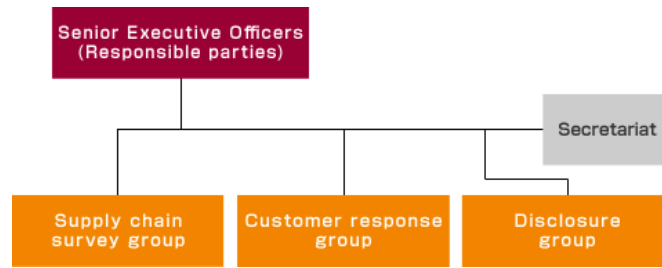 Senior Executive Officers
(Responsible parties)
Secretariat
Supply chain
survey group
Customer response
group
Disclosure
group